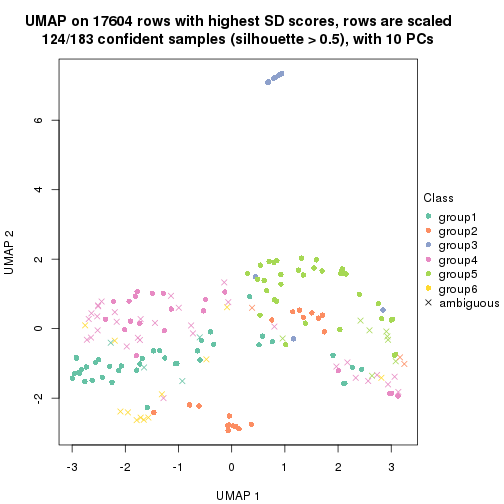 UMAP on 17604 rows with highest SD scores, rows are scaled
124/183 confident samples (silhouette > 0.5), with 10 PCs
UMAP 2
6
4
2
0
-2
-3
-2
-1
0
1
2
3
UMAP 1
Class
group1
group2
group3
group4
group5
group6
ambiguous